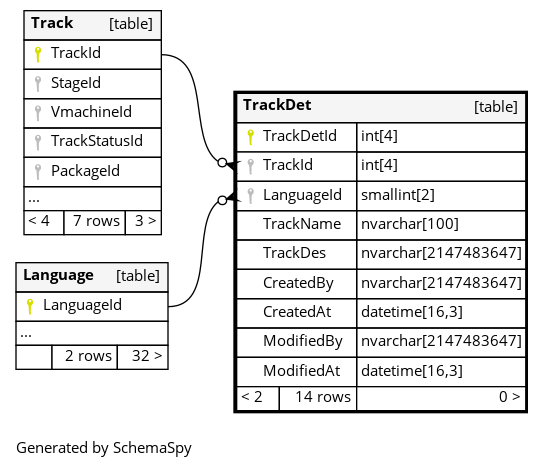 Track [table]
TrackId
StageId
VmachineId
TrackStatusId
PackageId
...
< 4 7 rows 3 >
Language [table]
LanguageId
...
2 rows 32 >
TrackDet [table]
TrackDetId int[4]
TrackId int[4]
LanguageId smallint[2]
TrackName nvarchar[100]
TrackDes nvarchar[2147483647]
CreatedBy nvarchar[2147483647]
CreatedAt datetime[16,3]
ModifiedBy nvarchar[2147483647]
ModifiedAt datetime[16,3]
< 2 14 rows 0 >
Generated by SchemaSpy